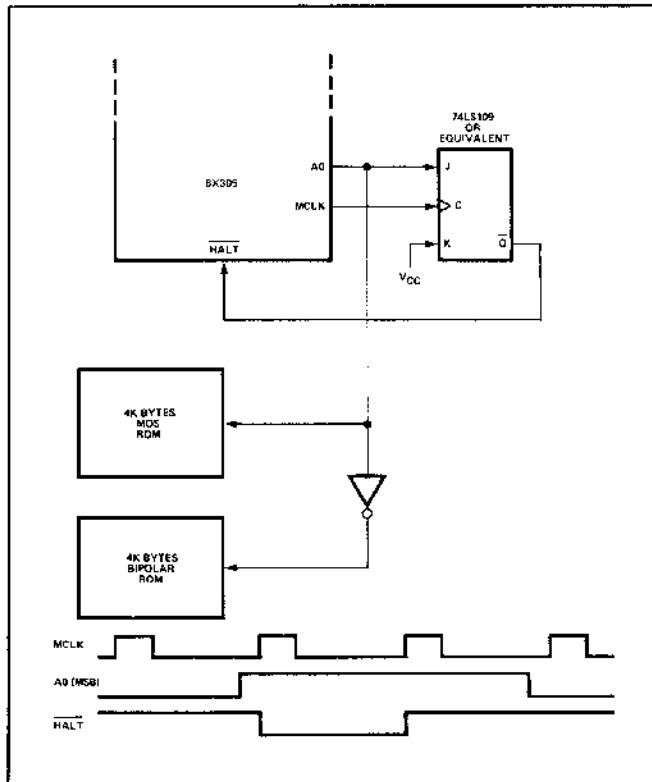 74LS109
OR
EQUIVALENT
A0
J
8X305
MCLK
C
HALT
K
Q
VCC
4K BYTES
MOS
ROM
4K BYTES
BIPOLAR
ROM
MCLK
A0 (MSB)
HALT